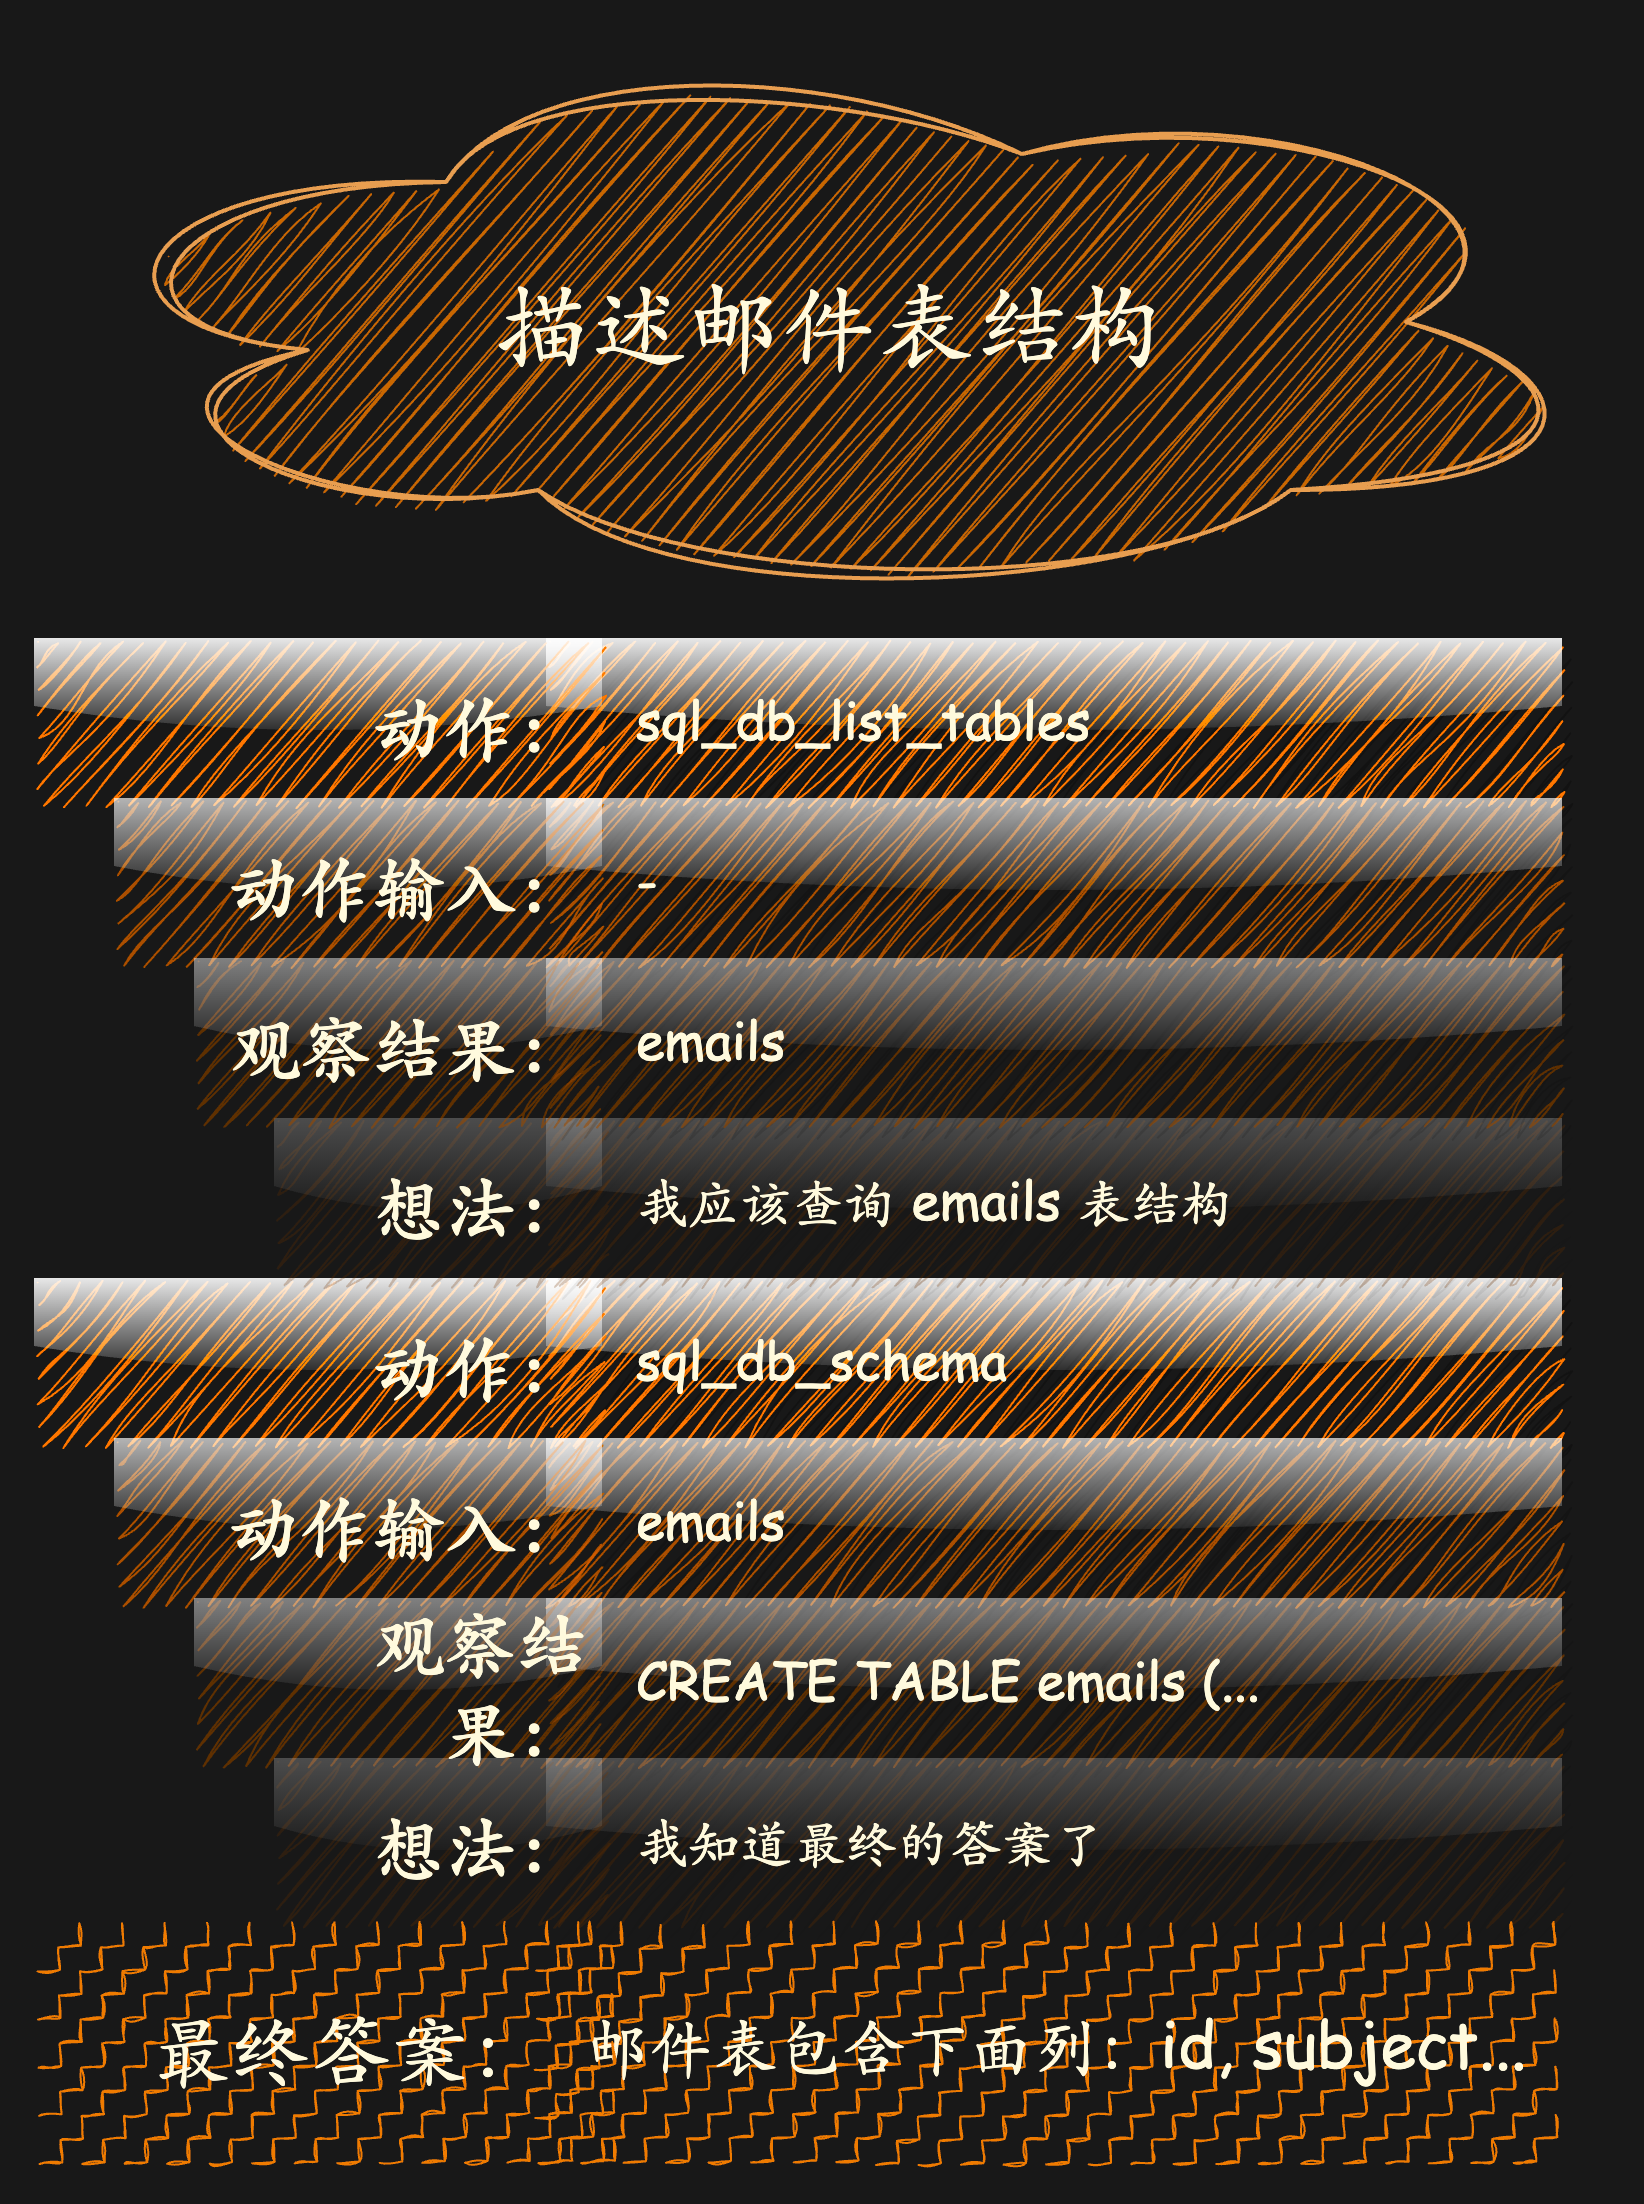 描述邮件表结构
动作： sql_db_list_tables
动作输入： -
观察结果： emails
想法： 我应该查询 emails 表结构
动作： sql_db_schema
动作输入： emails
观察结
果： CREATE TABLE emails (...
想法： 我知道最终的答案了
最终答案： 邮件表包含下面列：id, subject...